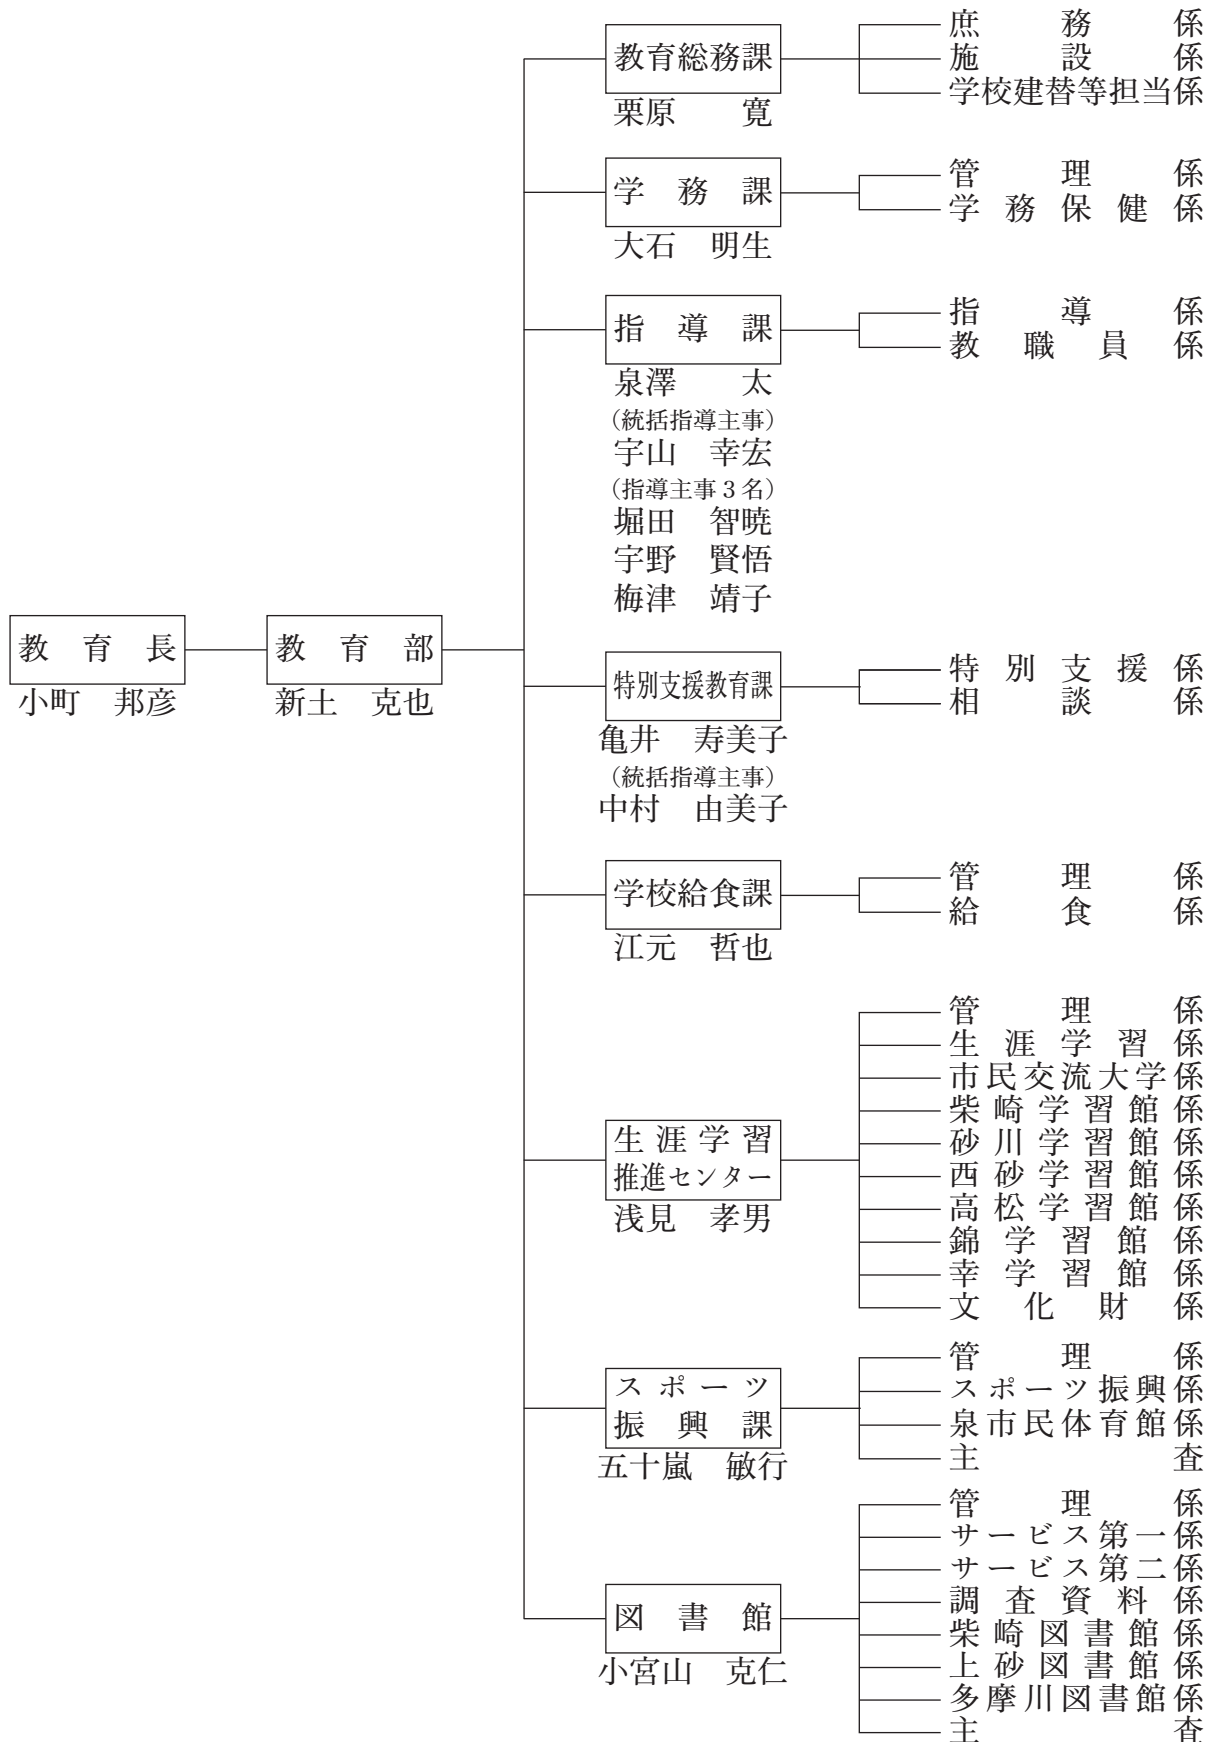 教育長
小町 邦彦
教育部
新土 克也
教育総務課
栗原 寛
庶務係
施設係
学校建替等担当係
学務課
大石 明生
管理係
学務保健係
指導課
泉澤 太
（統括指導主事）
宇山 幸宏
（指導主事３名）
堀田 智暁
宇野 賢悟
梅津 靖子
指導係
教職員係
特別支援教育課
亀井 寿美子
（統括指導主事）
中村 由美子
特別支援係
相談係
学校給食課
江元 哲也
管理係
給食係
生涯学習
推進センター
浅見 孝男
管理係
生涯学習係
市民交流大学係
柴崎学習館係
砂川学習館係
西砂学習館係
高松学習館係
錦学習館係
幸学習館係
文化財係
スポーツ
振興課
五十嵐 敏行
管理係
スポーツ振興係
泉市民体育館係
主査
図書館
小宮山 克仁
管理係
サービス第一係
サービス第二係
調査資料係
柴崎図書館係
上砂図書館係
多摩川図書館係
主査